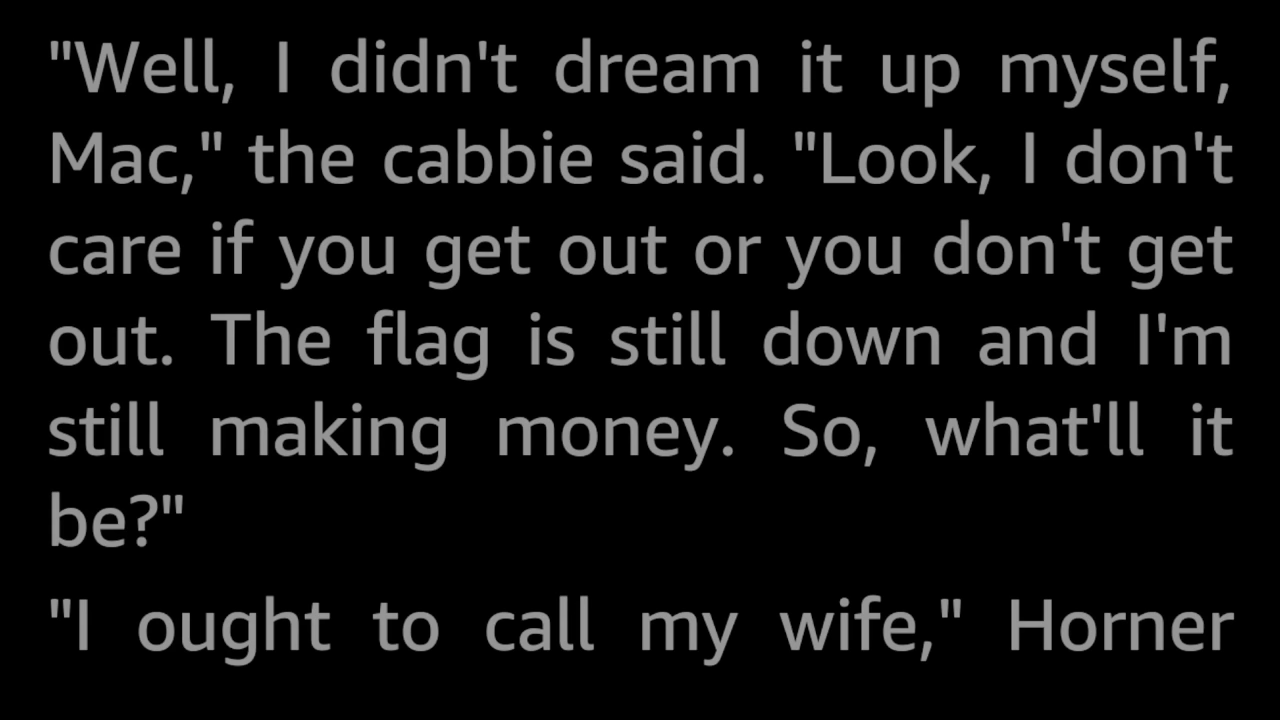 "Well, I didn't dream it up myself,
Mac," the cabbie said. "Look, I don't
care if you get out or you don't get
out. The flag is still down and I'm
still making money. So, what'll it
be?"
"I ought to call my wife," Horner